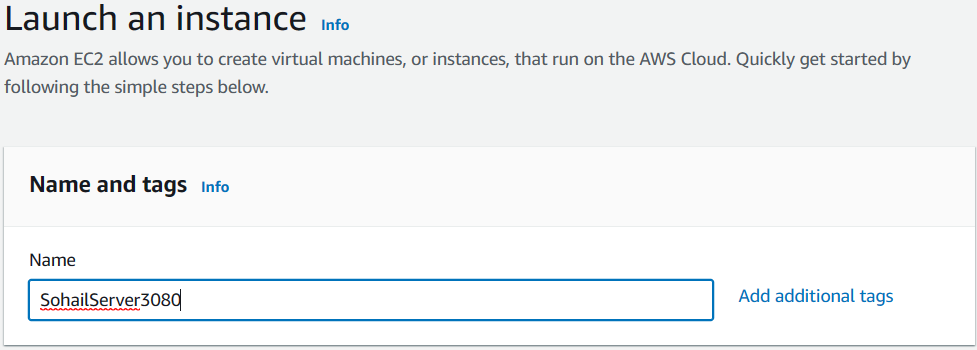 Launch an instance Info
Amazon EC2 allows you to create virtual machines, or instances, that run on the AWS Cloud. Quickly get started by
following the simple steps below.
Name and tags Info
Name
SohailServer3080 Add additional tags